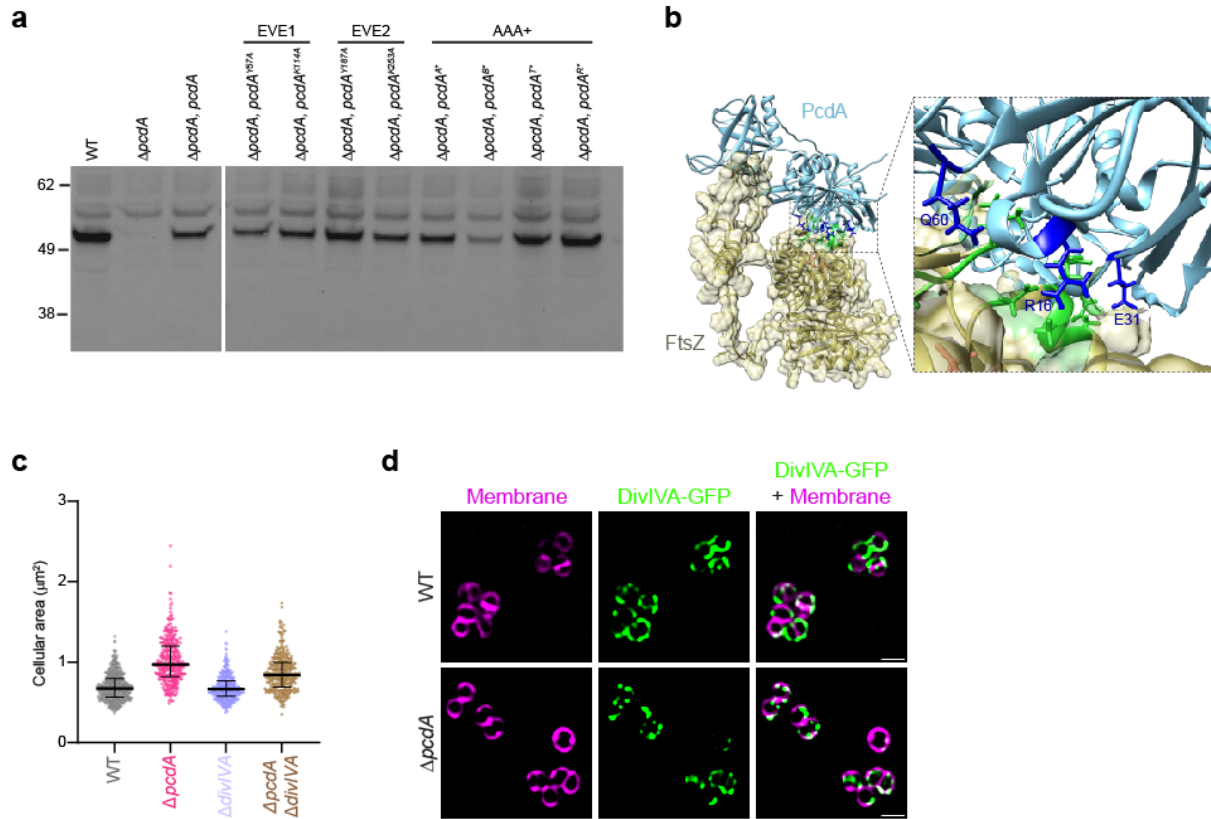 a
EVE1 EVE2 AAA+
WT
ΔpcdA
ΔpcdA, pcdA
ΔpcdA, pcdA^Y57A
ΔpcdA, pcdA^K114A
ΔpcdA, pcdA^Y187A
ΔpcdA, pcdA^K253A
ΔpcdA, pcdA^A*
ΔpcdA, pcdA^B*
ΔpcdA, pcdA^T*
ΔpcdA, pcdA^R*
62
49
38
b
PcdA
FtsZ
Q60
R16
E31
c
Cellular area (μm²)
3
2
1
0
WT
ΔpcdA
ΔdivIVA
ΔpcdA
ΔdivIVA
d
Membrane
DivIVA-GFP
DivIVA-GFP
+ Membrane
WT
ΔpcdA